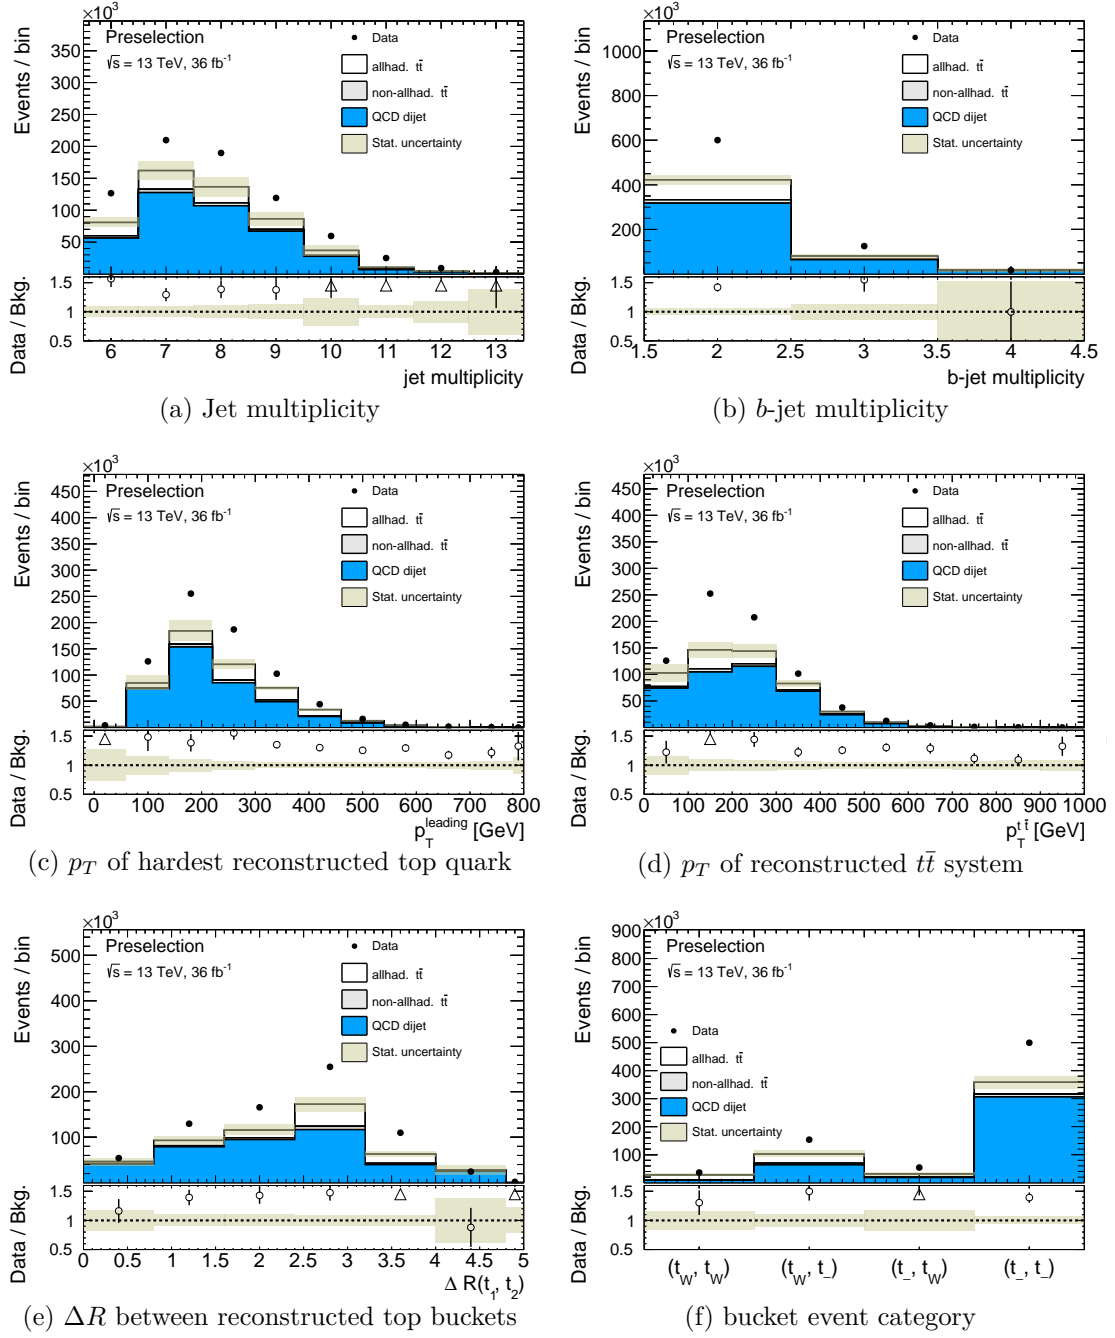 ×10³
Events / bin
350
300
250
200
150
100
50
Preselection
√s = 13 TeV, 36 fb⁻¹
Data
allhad. tt̄
non-allhad. tt̄
QCD dijet
Stat. uncertainty
Data / Bkg.
1.5
1
0.5
6 7 8 9 10 11 12 13
jet multiplicity
(a) Jet multiplicity
×10³
Events / bin
1000
800
600
400
200
Preselection
√s = 13 TeV, 36 fb⁻¹
Data
allhad. tt̄
non-allhad. tt̄
QCD dijet
Stat. uncertainty
Data / Bkg.
1.5
1
0.5
1.5 2 2.5 3 3.5 4 4.5
b-jet multiplicity
(b) b-jet multiplicity
×10³
Events / bin
450
400
350
300
250
200
150
100
50
Preselection
√s = 13 TeV, 36 fb⁻¹
Data
allhad. tt̄
non-allhad. tt̄
QCD dijet
Stat. uncertainty
Data / Bkg.
1.5
1
0.5
0 100 200 300 400 500 600 700 800
p_T^leading [GeV]
(c) p_T of hardest reconstructed top quark
×10³
Events / bin
450
400
350
300
250
200
150
100
50
Preselection
√s = 13 TeV, 36 fb⁻¹
Data
allhad. tt̄
non-allhad. tt̄
QCD dijet
Stat. uncertainty
Data / Bkg.
1.5
1
0.5
0 100 200 300 400 500 600 700 800 900 1000
p_T^tt̄ [GeV]
(d) p_T of reconstructed tt̄ system
×10³
Events / bin
500
400
300
200
100
Preselection
√s = 13 TeV, 36 fb⁻¹
Data
allhad. tt̄
non-allhad. tt̄
QCD dijet
Stat. uncertainty
Data / Bkg.
1.5
1
0.5
0 0.5 1 1.5 2 2.5 3 3.5 4 4.5 5
Δ R(t₁, t₂)
(e) ΔR between reconstructed top buckets
×10³
Events / bin
900
800
700
600
500
400
300
200
100
Preselection
√s = 13 TeV, 36 fb⁻¹
Data
allhad. tt̄
non-allhad. tt̄
QCD dijet
Stat. uncertainty
Data / Bkg.
1.5
1
0.5
(t_W, t_W) (t_W, t_–) (t_–, t_W) (t_–, t_–)
(f) bucket event category